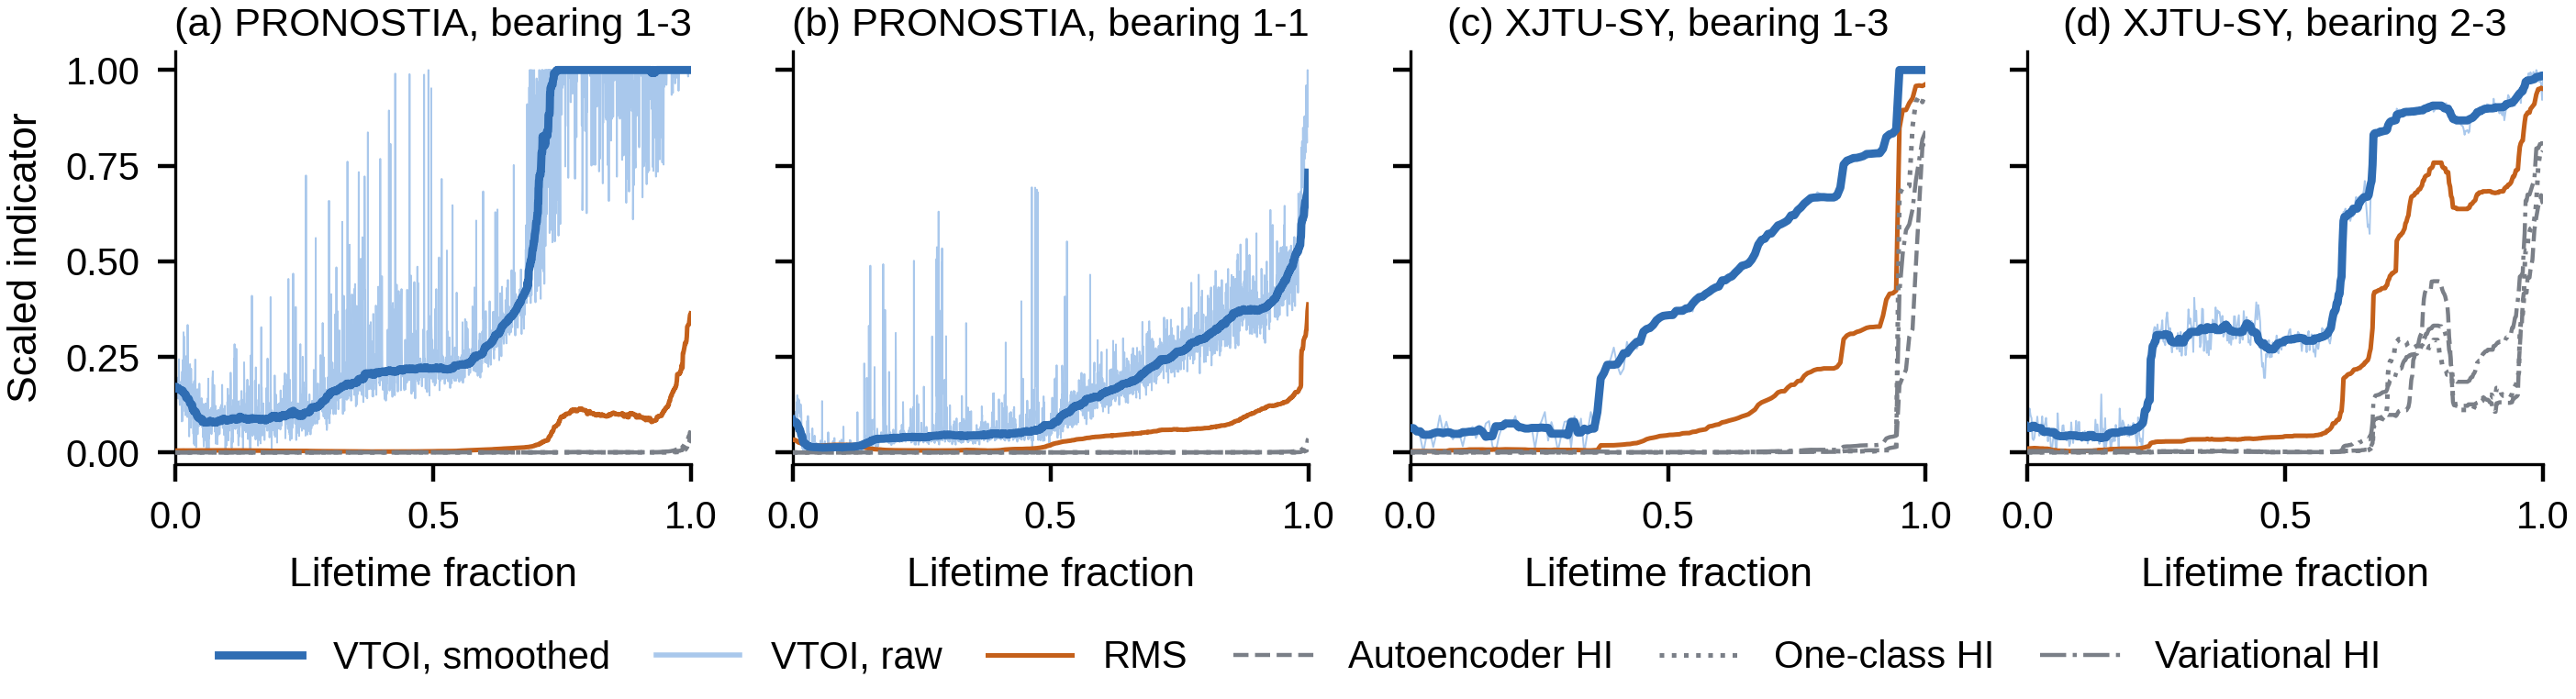 (a) PRONOSTIA, bearing 1-3
(b) PRONOSTIA, bearing 1-1
(c) XJTU-SY, bearing 1-3
(d) XJTU-SY, bearing 2-3
Scaled indicator
1.00
0.75
0.50
0.25
0.00
0.0 0.5 1.0
0.0 0.5 1.0
0.0 0.5 1.0
0.0 0.5 1.0
Lifetime fraction
Lifetime fraction
Lifetime fraction
Lifetime fraction
VTOI, smoothed
VTOI, raw
RMS
Autoencoder HI
One-class HI
Variational HI